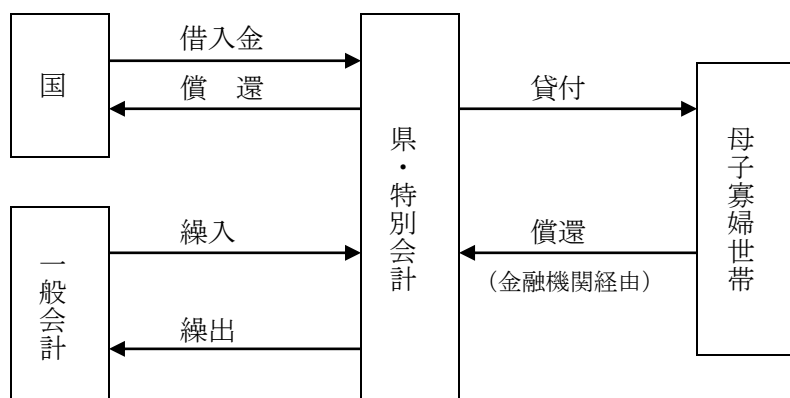 借入金
国
償　還
貸付
県・特別会計
母子寡婦世帯
繰入
償還
（金融機関経由）
一般会計
繰出